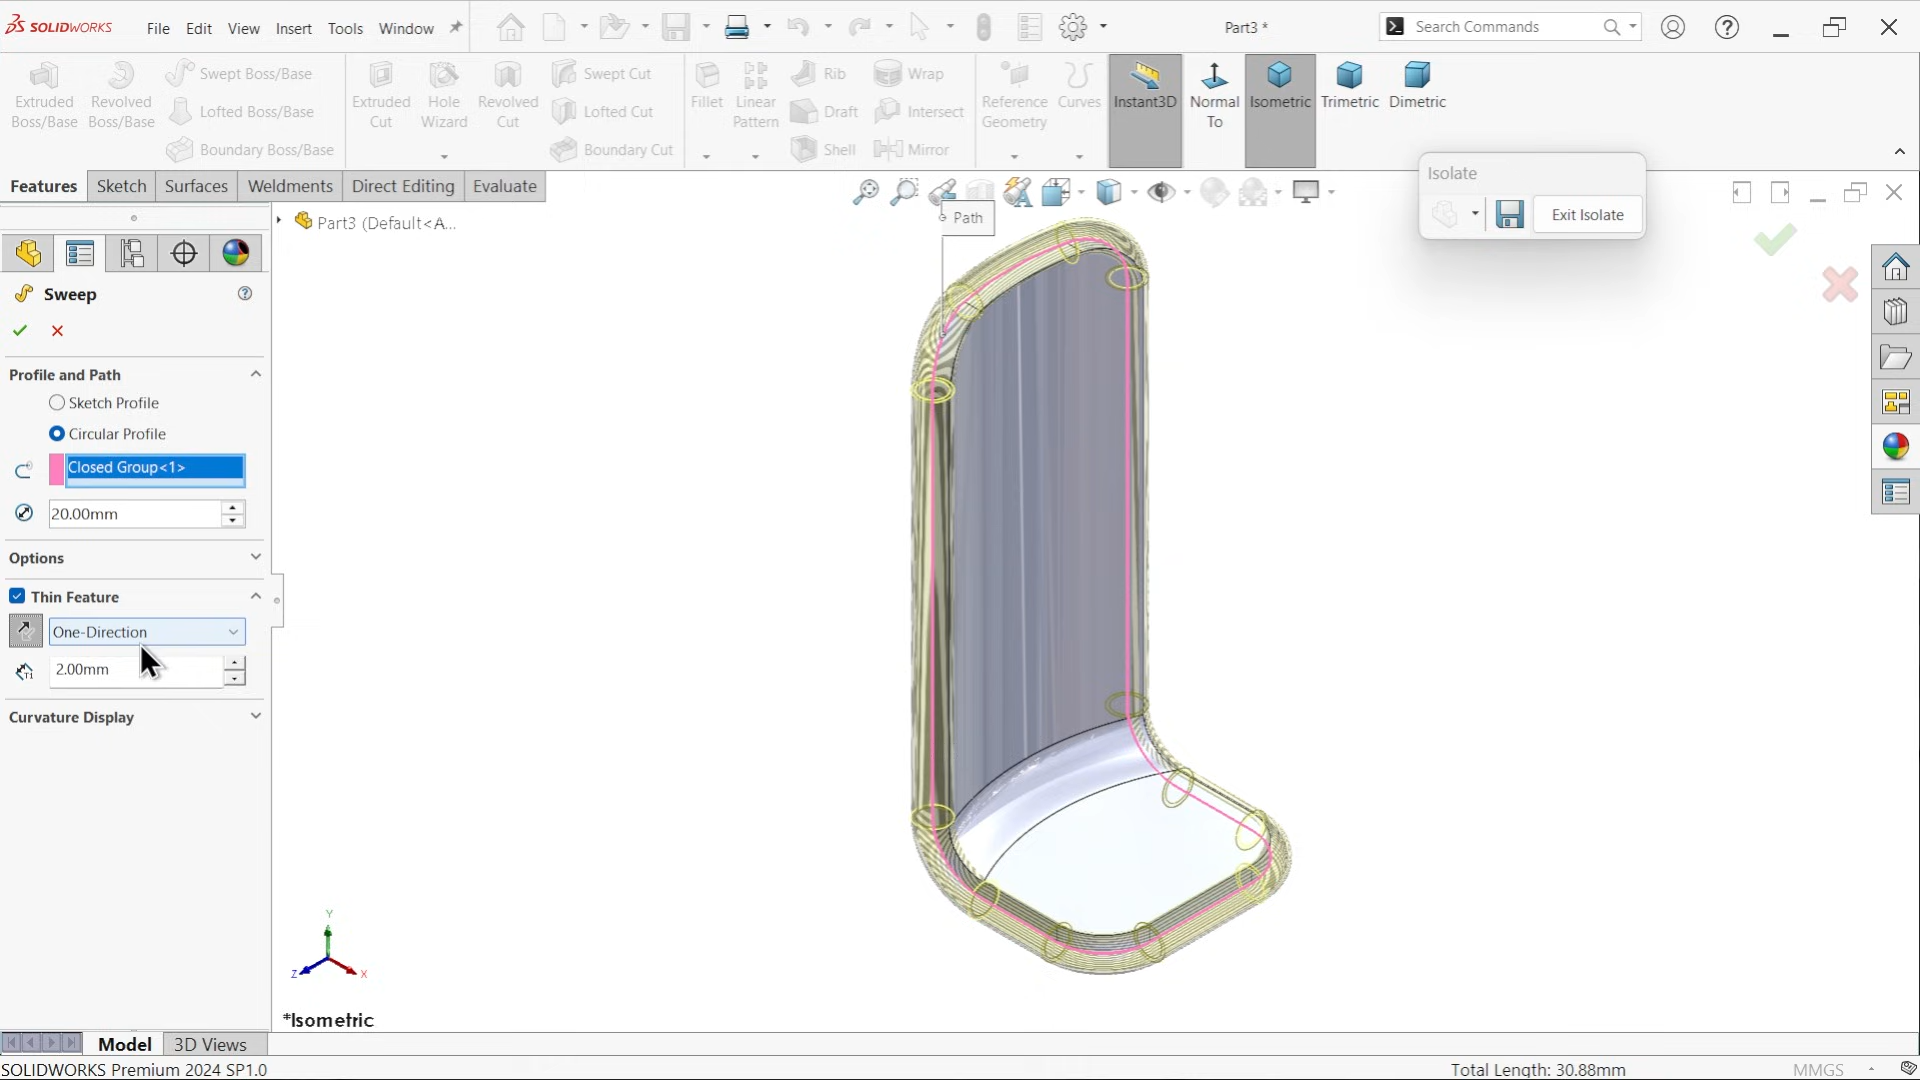 SOLIDWORKS File Edit View Insert Tools Window Part3 * Search Commands
Extruded Boss/Base
Revolved Boss/Base
Swept Boss/Base
Lofted Boss/Base
Boundary Boss/Base
Extruded Cut
Hole Wizard
Revolved Cut
Swept Cut
Lofted Cut
Boundary Cut
Fillet
Linear Pattern
Rib
Draft
Shell
Wrap
Intersect
Mirror
Reference Geometry
Curves
Instant3D
Normal To
Isometric
Trimetric
Dimetric
Features Sketch Surfaces Weldments Direct Editing Evaluate
Isolate
Exit Isolate
Part3 (Default<A...
Path
Sweep
Profile and Path
Sketch Profile
Circular Profile
Closed Group<1>
20.00mm
Options
Thin Feature
One-Direction
T1
2.00mm
Curvature Display
Y
Z
X
*Isometric
Model 3D Views
SOLIDWORKS Premium 2024 SP1.0 Total Length: 30.88mm MMGS